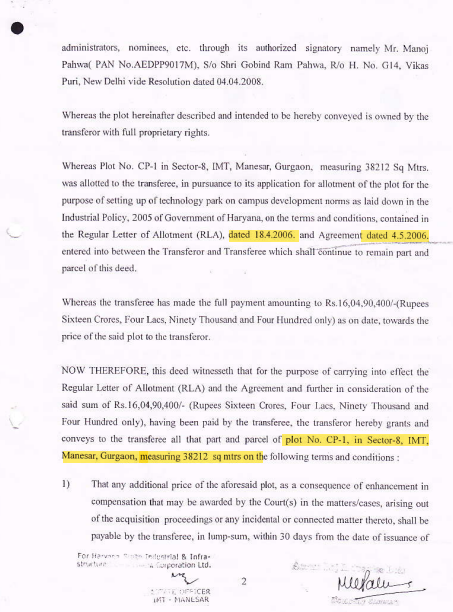 administrators, nominees, etc. through its authorized signatory namely Mr. Manoj
Pahwa( PAN No.AEDPP9017M), S/o Shri Gobind Ram Pahwa, R/o H. No. G14, Vikas
Puri, New Delhi vide Resolution dated 04.04.2008.
Whereas the plot hereinafter described and intended to be hereby conveyed is owned by the
transferor with full proprietary rights.
Whereas Plot No. CP-1 in Sector-8, IMT, Manesar, Gurgaon, measuring 38212 Sq Mtrs.
was allotted to the transferee, in pursuance to its application for allotment of the plot for the
purpose of setting up of technology park on campus development norms as laid down in the
Industrial Policy, 2005 of Government of Haryana, on the terms and conditions, contained in
the Regular Letter of Allotment (RLA), dated 18.4.2006. and Agreement dated 4.5.2006,
entered into between the Transferor and Transferee which shall continue to remain part and
parcel of this deed.
Whereas the transferee has made the full payment amounting to Rs.16,04,90,400/-(Rupees
Sixteen Crores, Four Lacs, Ninety Thousand and Four Hundred only) as on date, towards the
price of the said plot to the transferor.
NOW THEREFORE, this deed witnesseth that for the purpose of carrying into effect the
Regular Letter of Allotment (RLA) and the Agreement and further in consideration of the
said sum of Rs.16,04,90,400/- (Rupees Sixteen Crores, Four Lacs, Ninety Thousand and
Four Hundred only), having been paid by the transferee, the transferor hereby grants and
conveys to the transferee all that part and parcel of plot No. CP-1, in Sector-8, IMT,
Manesar, Gurgaon, measuring 38212 sq mtrs on the following terms and conditions :
1) That any additional price of the aforesaid plot, as a consequence of enhancement in
compensation that may be awarded by the Court(s) in the matters/cases, arising out
of the acquisition proceedings or any incidental or connected matter thereto, shall be
payable by the transferee, in lump-sum, within 30 days from the date of issuance of
For Haryana State Industrial & Infra-
Corporation Ltd.
2
OFFICER
IMT - MANESAR